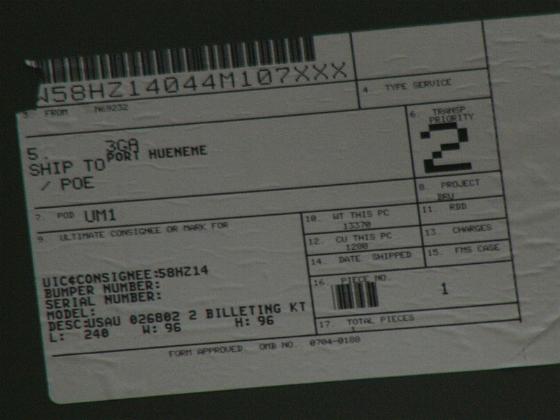 W58HZ14044M107XXX
4. TYPE SERVICE
3. FROM N69232
6. TRANSP. PRIORITY
2
5. SHIP TO / POE
3GA
PORT HUENEME
8. PROJECT
7. POD UM1
9. ULTIMATE CONSIGNEE OR MARK FOR
10. WT THIS PC
13370
11. RDD
12. CU THIS PC
1280
13. CHARGES
14. DATE SHIPPED
15. FMS CASE
UIC¢CONSIGNEE:58HZ14
BUMPER NUMBER:
SERIAL NUMBER:
MODEL:
DESC:USAU 026802 2 BILLETING KT
L: 240 W: 96 H: 96
16. PIECE NO.
1
17. TOTAL PIECES
1
FORM APPROVED. OMB NO. 0704-0188